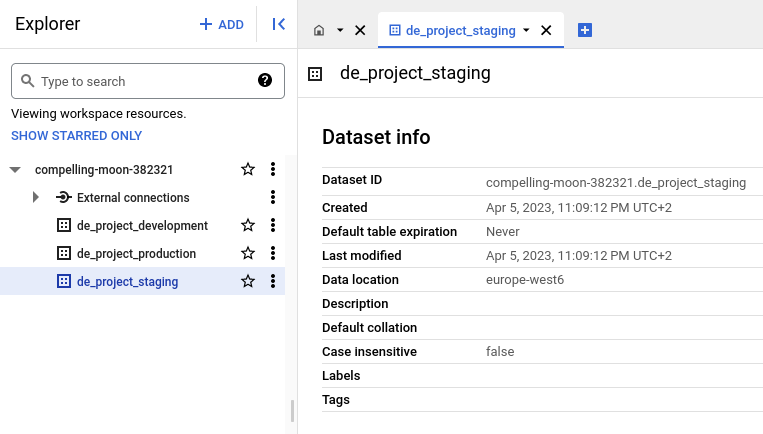 Explorer
+ ADD
Type to search
Viewing workspace resources.
SHOW STARRED ONLY
compelling-moon-382321
External connections
de_project_development
de_project_production
de_project_staging
de_project_staging
de_project_staging
Dataset info
Dataset ID compelling-moon-382321.de_project_staging
Created Apr 5, 2023, 11:09:12 PM UTC+2
Default table expiration Never
Last modified Apr 5, 2023, 11:09:12 PM UTC+2
Data location europe-west6
Description
Default collation
Case insensitive false
Labels
Tags